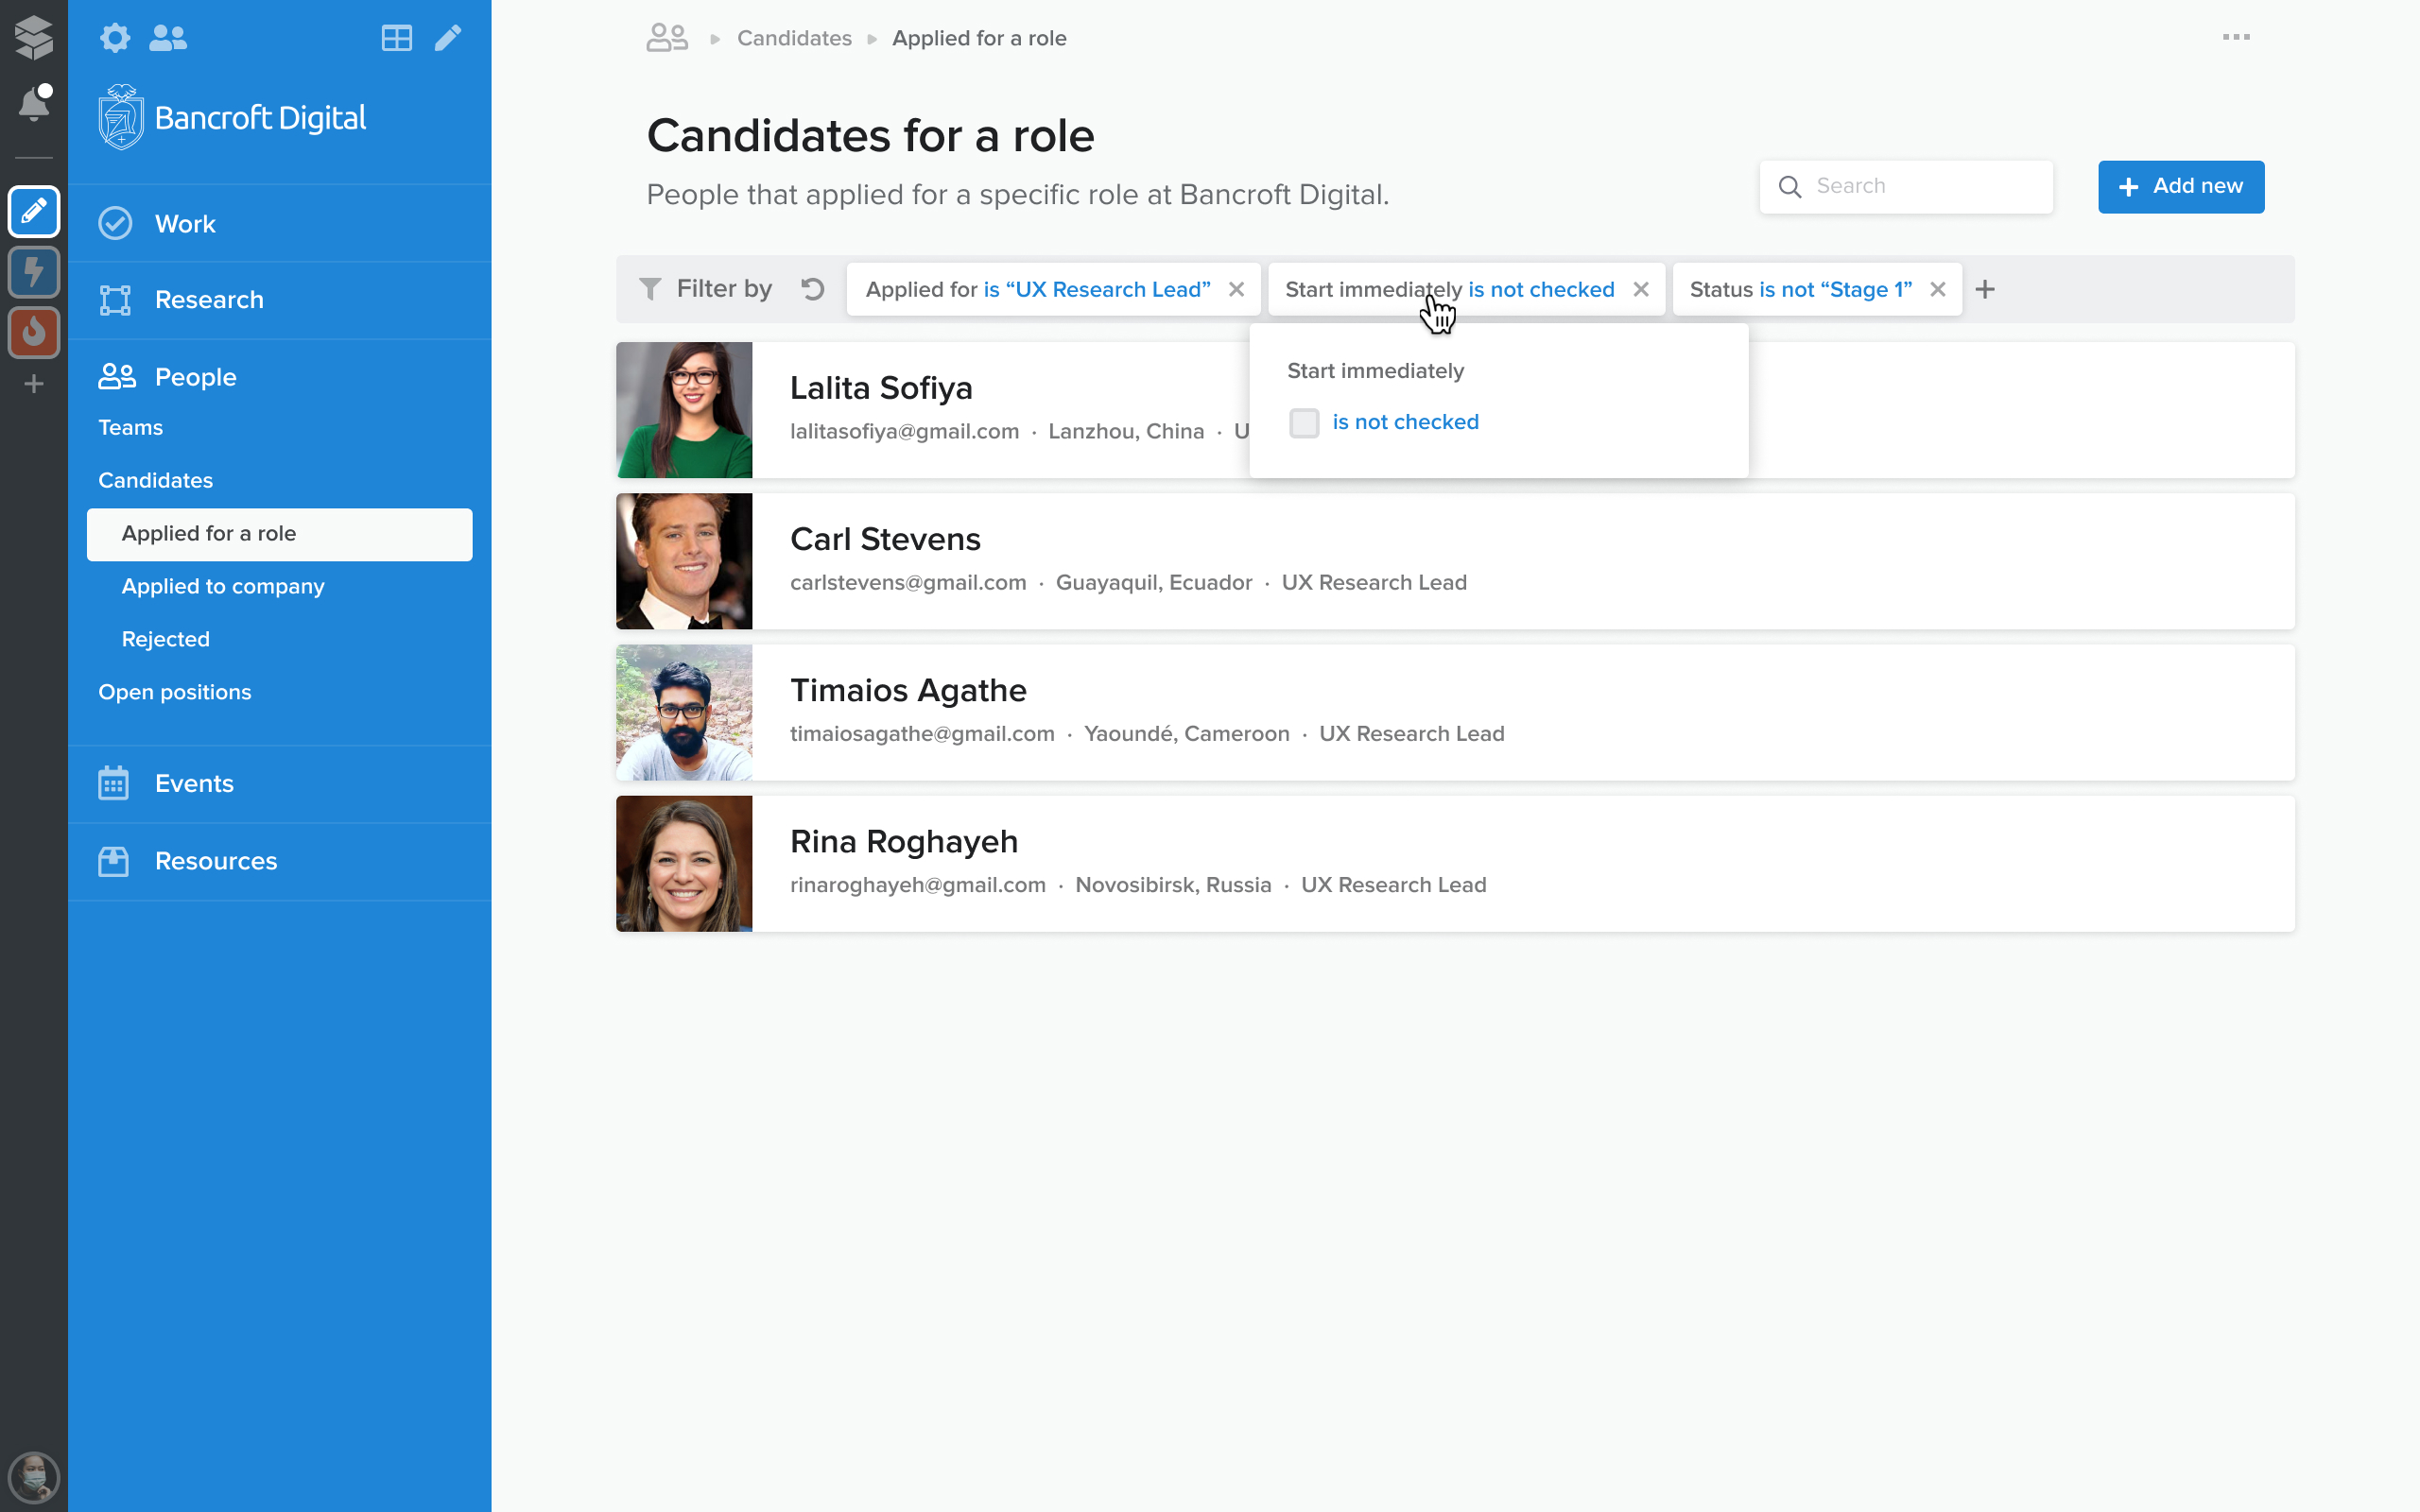 Bancroft Digital
Work
Research
People
Teams
Candidates
Applied for a role
Applied to company
Rejected
Open positions
Events
Resources
Candidates Applied for a role
Candidates for a role
People that applied for a specific role at Bancroft Digital.
Search
Add new
Filter by Applied for is “UX Research Lead” Start immediately is not checked Status is not “Stage 1”
Start immediately
is not checked
Lalita Sofiya
lalitasofiya@gmail.com · Lanzhou, China · U
Carl Stevens
carlstevens@gmail.com · Guayaquil, Ecuador · UX Research Lead
Timaios Agathe
timaiosagathe@gmail.com · Yaoundé, Cameroon · UX Research Lead
Rina Roghayeh
rinaroghayeh@gmail.com · Novosibirsk, Russia · UX Research Lead